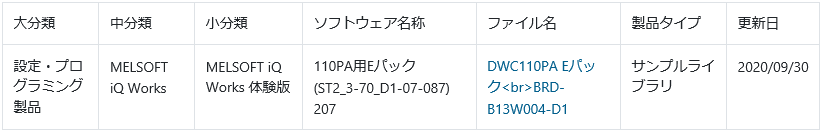 大分類 中分類 小分類 ソフトウェア名称 ファイル名 製品タイプ 更新日
設定・プログラミング製品 MELSOFT iQ Works MELSOFT iQ Works 体験版 110PA用Eパック(ST2_3-70_D1-07-087) 207 DWC110PA Eパック<br>BRD-B13W004-D1 サンプルライブラリ 2020/09/30